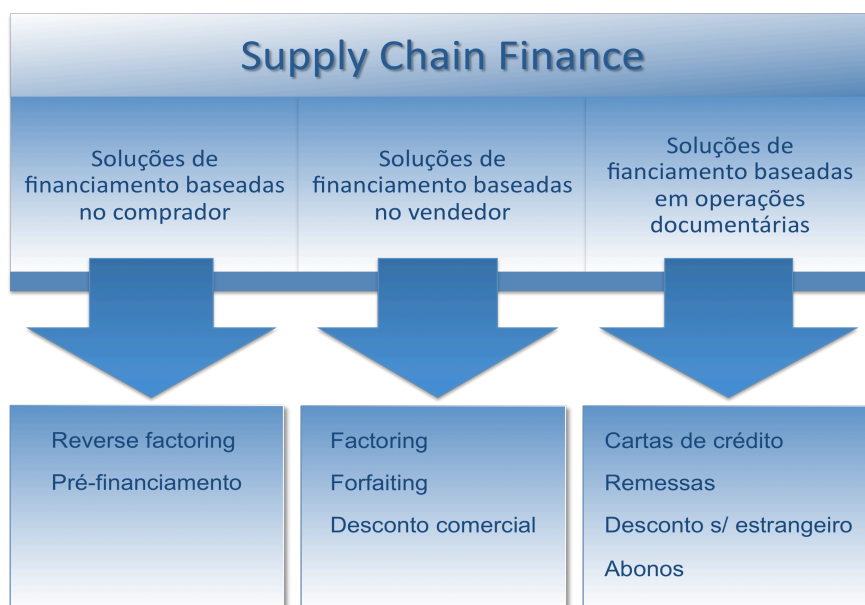 Supply Chain Finance
Soluções de
financiamento baseadas
no comprador
Soluções de
financiamento baseadas
no vendedor
Soluções de
fianciamento baseadas
em operações
documentárias
Reverse factoring
Pré-financiamento
Factoring
Forfaiting
Desconto comercial
Cartas de crédito
Remessas
Desconto s/ estrangeiro
Abonos